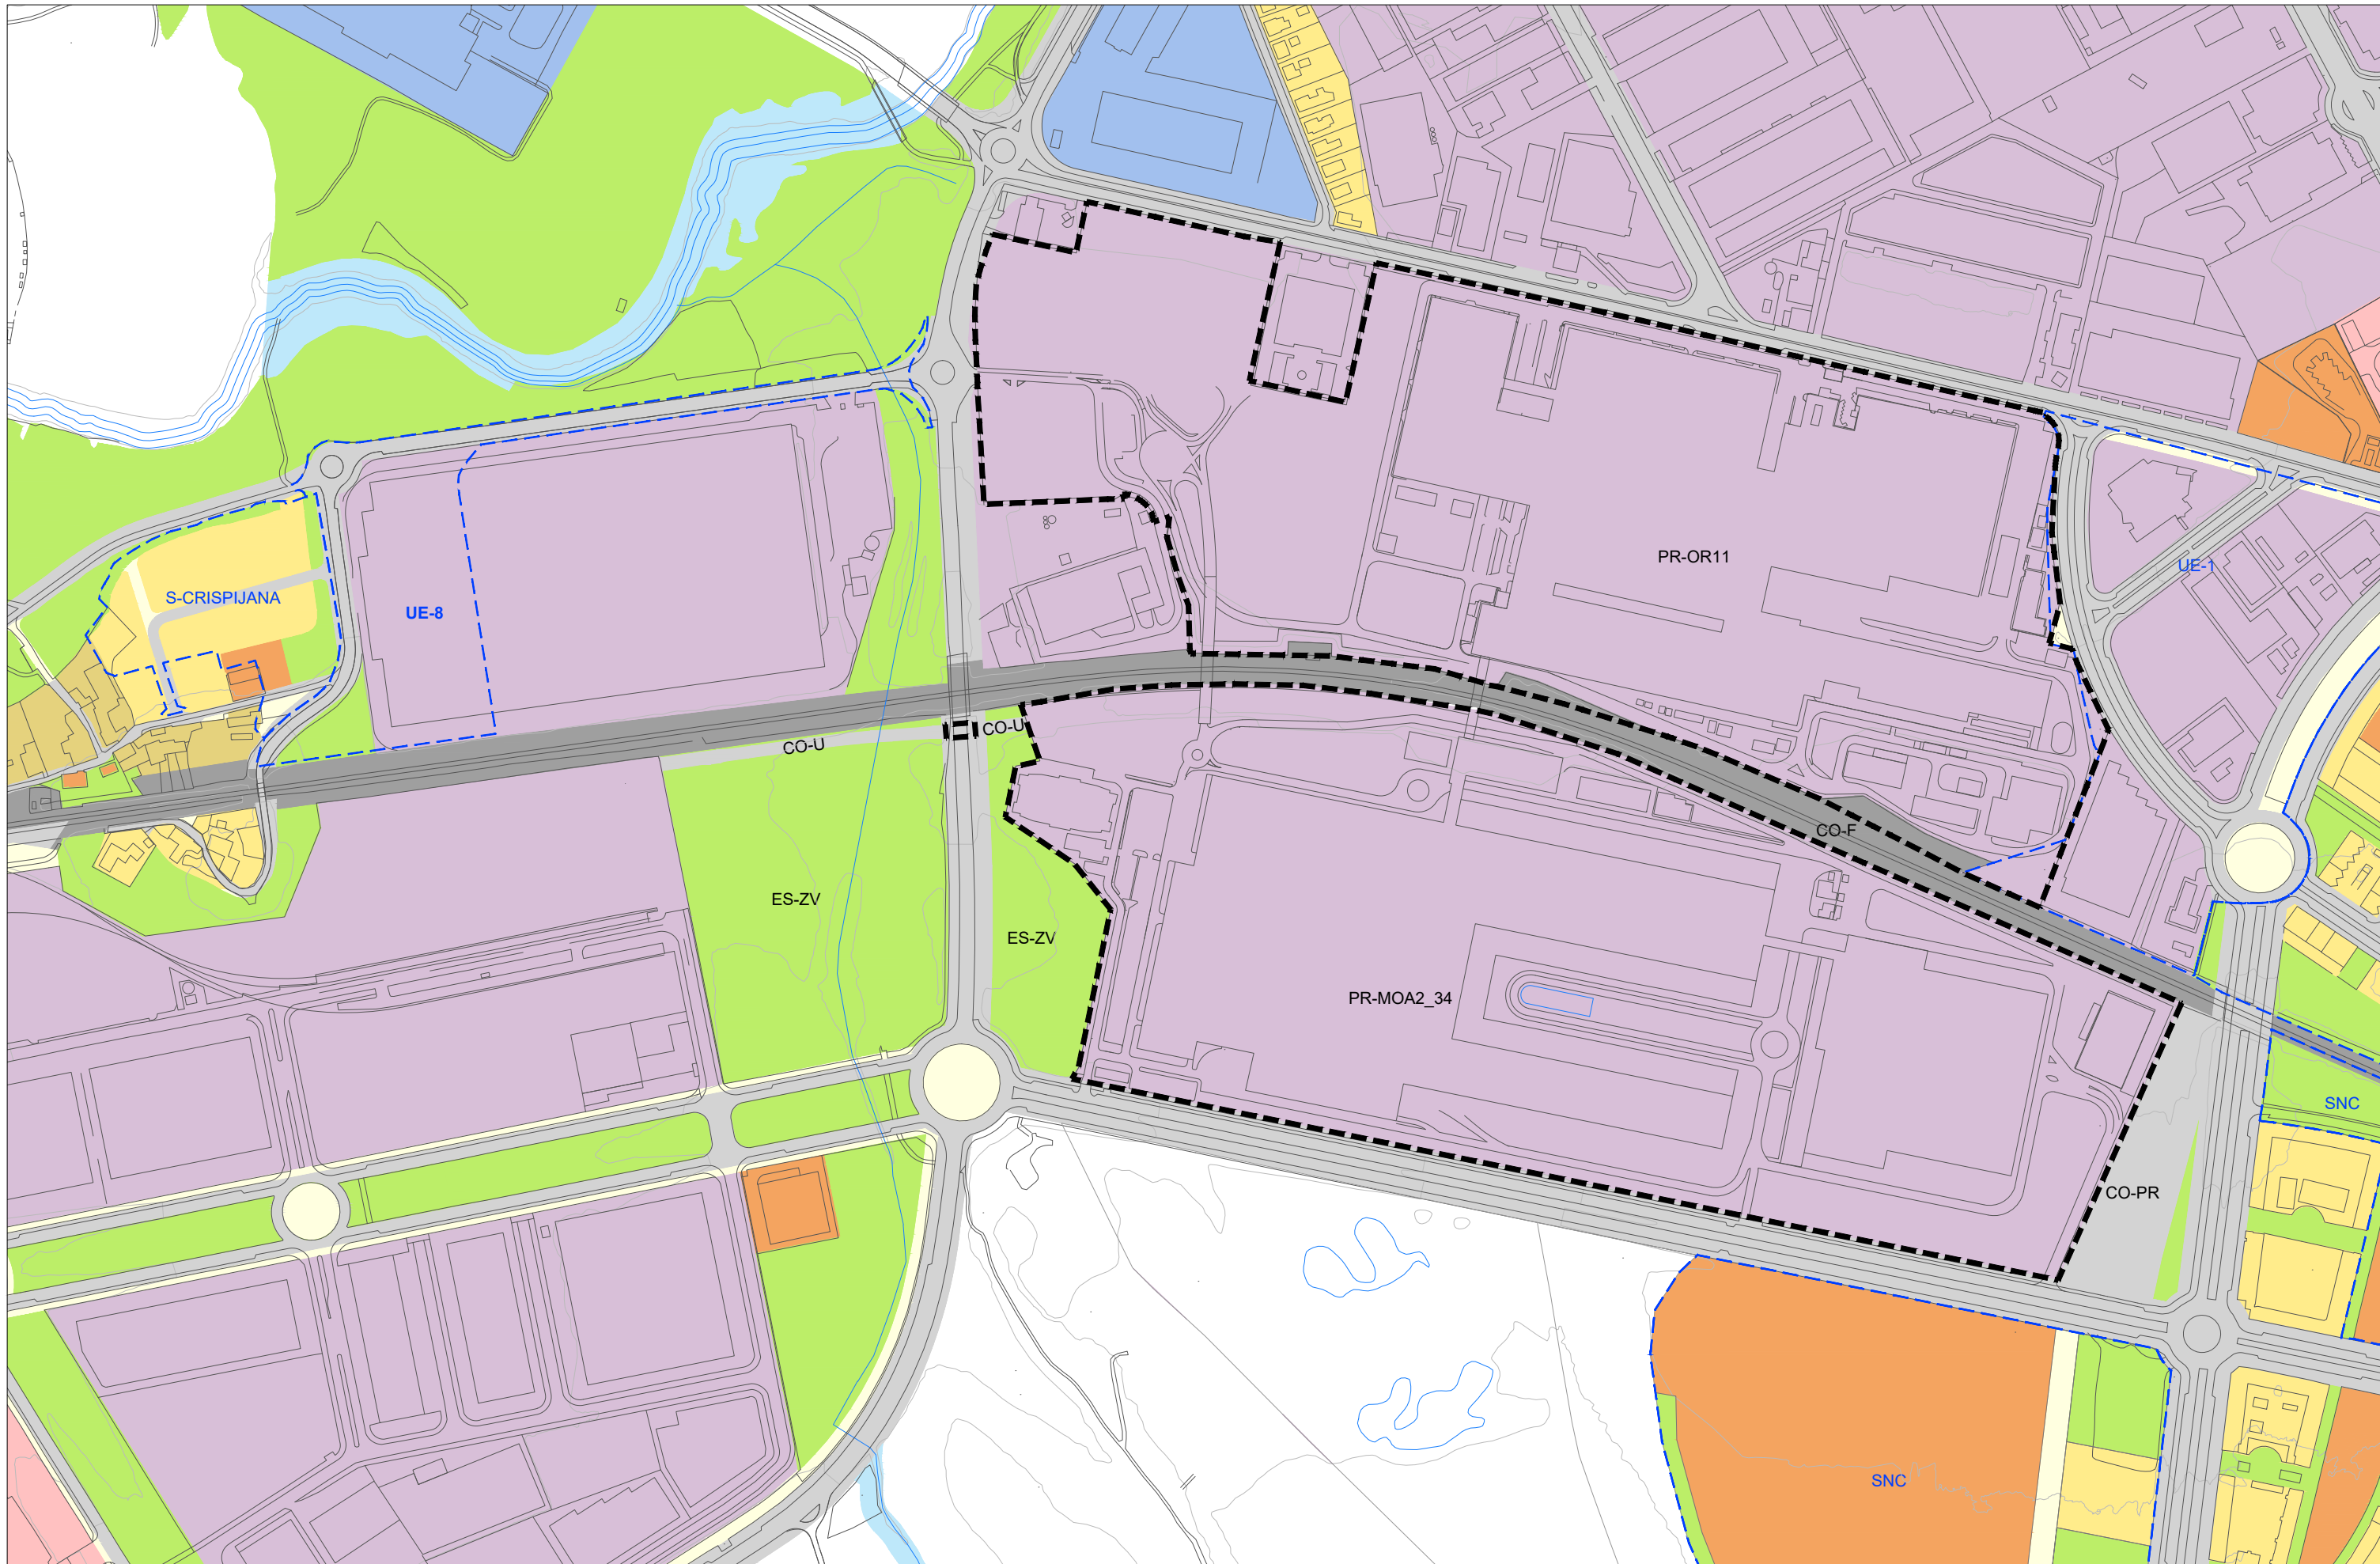 PR-OR11
UE-1
S-CRISPIJANA
UE-8
CO-U
CO-U
CO-F
ES-ZV
ES-ZV
PR-MOA2_34
SNC
CO-PR
SNC